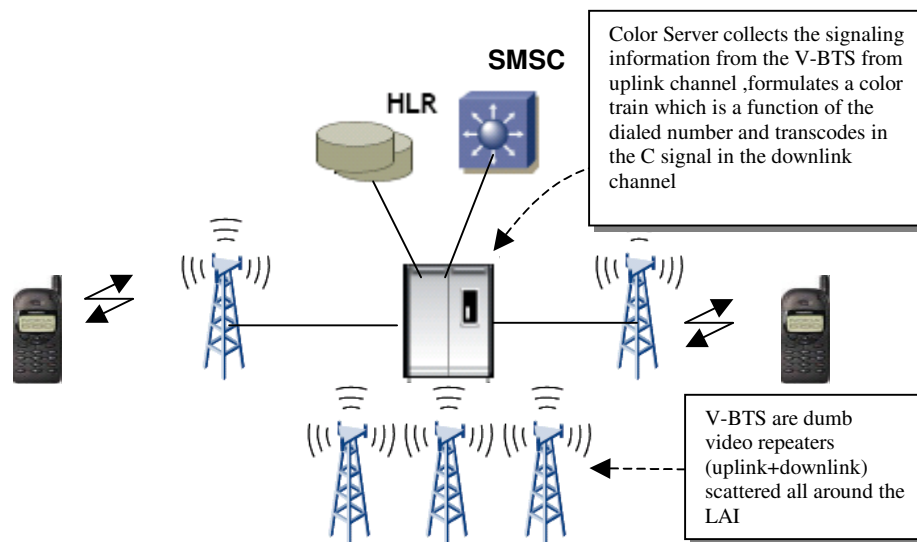 Color Server collects the signaling
information from the V-BTS from
uplink channel ,formulates a color
train which is a function of the
dialed number and transcodes in
the C signal in the downlink
channel
SMSC
HLR
V-BTS are dumb
video repeaters
(uplink+downlink)
scattered all around the
LAI